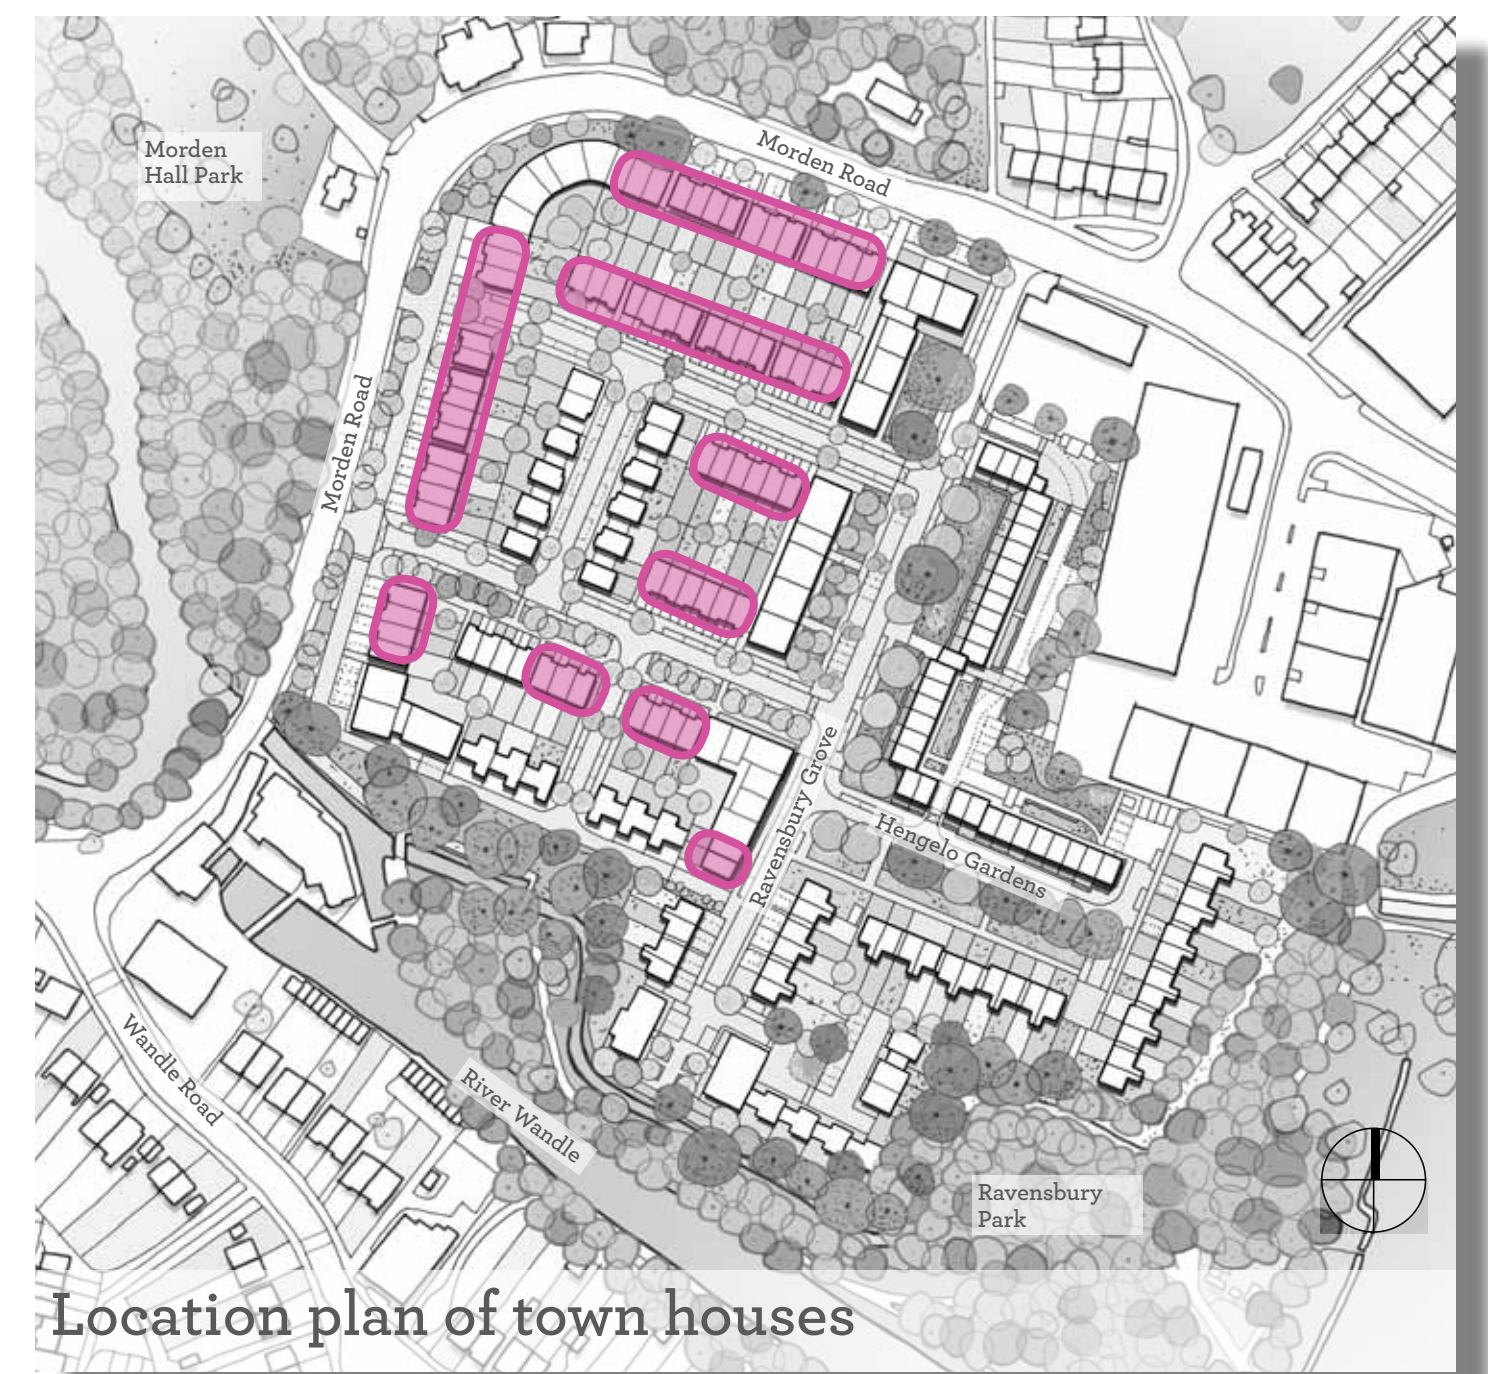 Morden Road
Morden
Hall Park
Morden Road
Ravensbury Grove
Hengelo Gardens
Wandle Road
River Wandle
Ravensbury
Park
Location plan of town houses